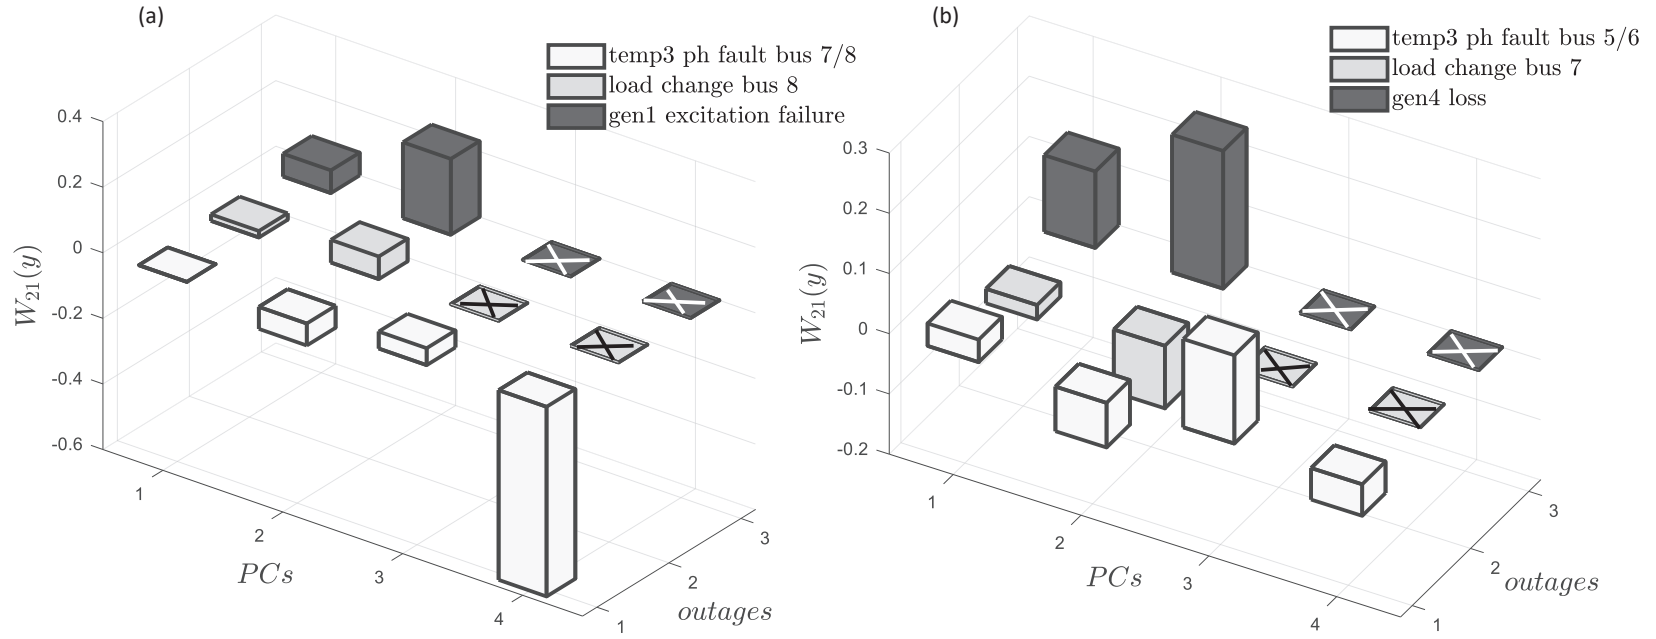 (a)
temp3 ph fault bus 7/8
load change bus 8
gen1 excitation failure
0.4
0.2
0
-0.2
-0.4
-0.6
W21(y)
1
2
3
4
PCs
1
2
3
outages
(b)
temp3 ph fault bus 5/6
load change bus 7
gen4 loss
0.3
0.2
0.1
0
-0.1
-0.2
W21(y)
1
2
3
4
PCs
1
2
3
outages